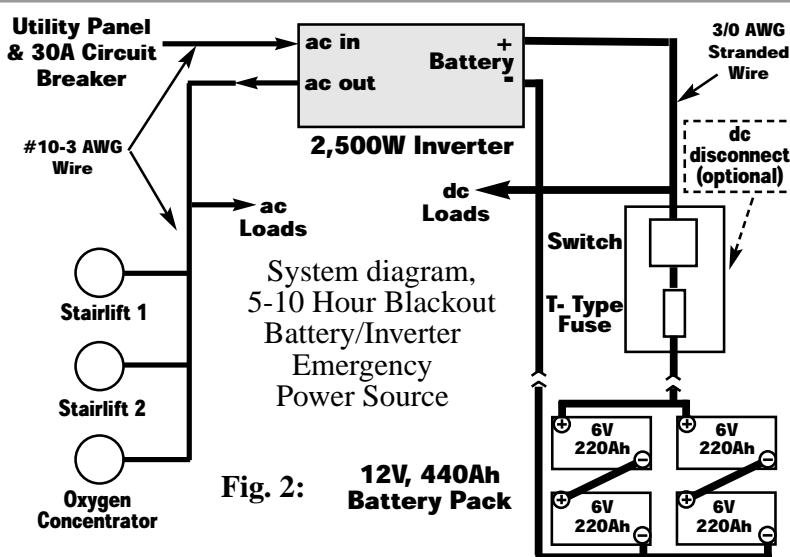 Utility Panel
& 30A Circuit
Breaker
ac in
ac out
+
Battery
-
2,500W Inverter
3/0 AWG
Stranded
Wire
#10-3 AWG
Wire
dc
disconnect
(optional)
ac
Loads
dc
Loads
Switch
T- Type
Fuse
Stairlift 1
Stairlift 2
Oxygen
Concentrator
System diagram,
5-10 Hour Blackout
Battery/Inverter
Emergency
Power Source
Fig. 2:
12V, 440Ah
Battery Pack
+
6V
220Ah
-
+
6V
220Ah
-
+
6V
220Ah
-
+
6V
220Ah
-